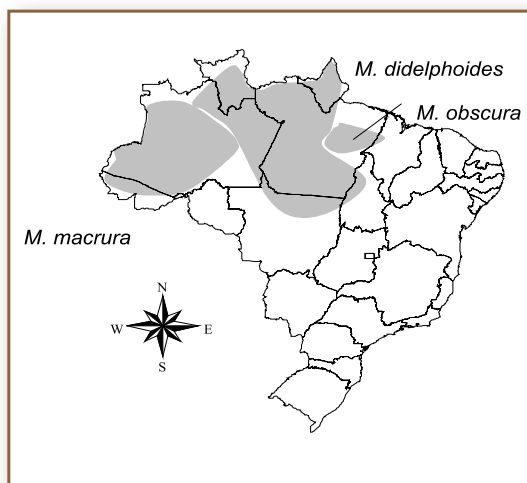 M. didelphoides
M. obscura
M. macrura
N
W E
S